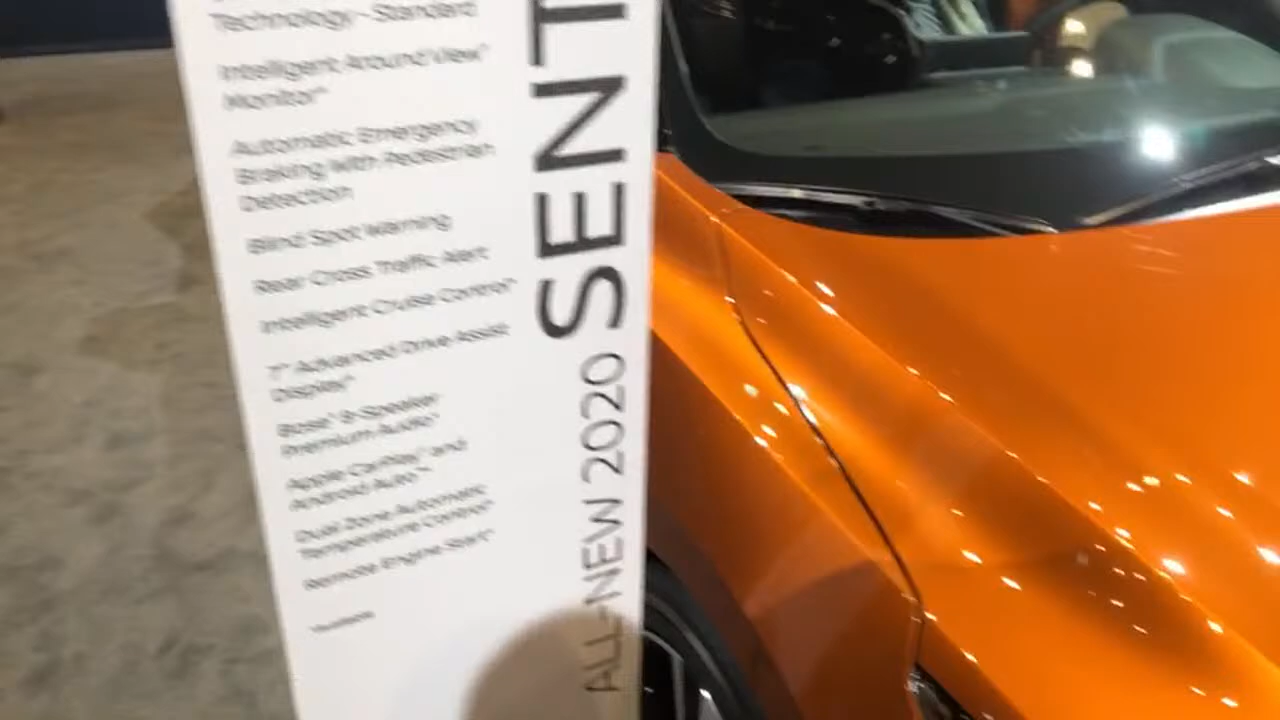 Technology - Standard
Intelligent Around View®
Monitor*
Automatic Emergency
Braking With Pedestrian
Detection
Blind Spot Warning
Rear Cross Traffic Alert
Intelligent Cruise Control*
7" Advanced Drive Assist
Display*
Bose® 8-Speaker
Premium Audio*
Apple CarPlay® and
Android Auto™
Dual Zone Automatic
Temperature Control*
Remote Engine Start*
ALL-NEW 2020 SENT